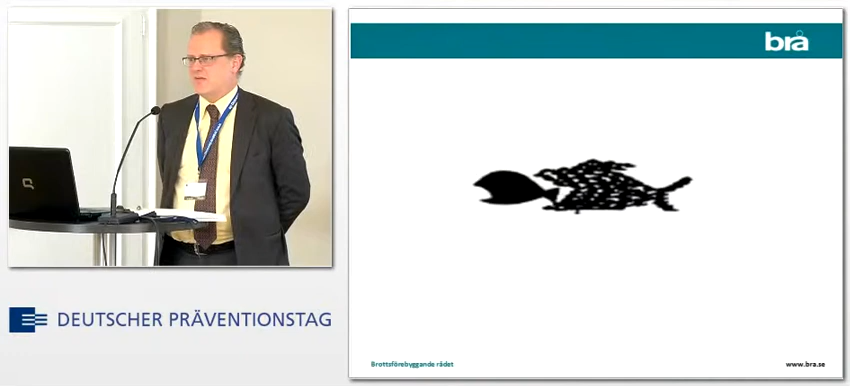 brå
DEUTSCHER PRÄVENTIONSTAG
Brottsförebyggande rådet
www.bra.se